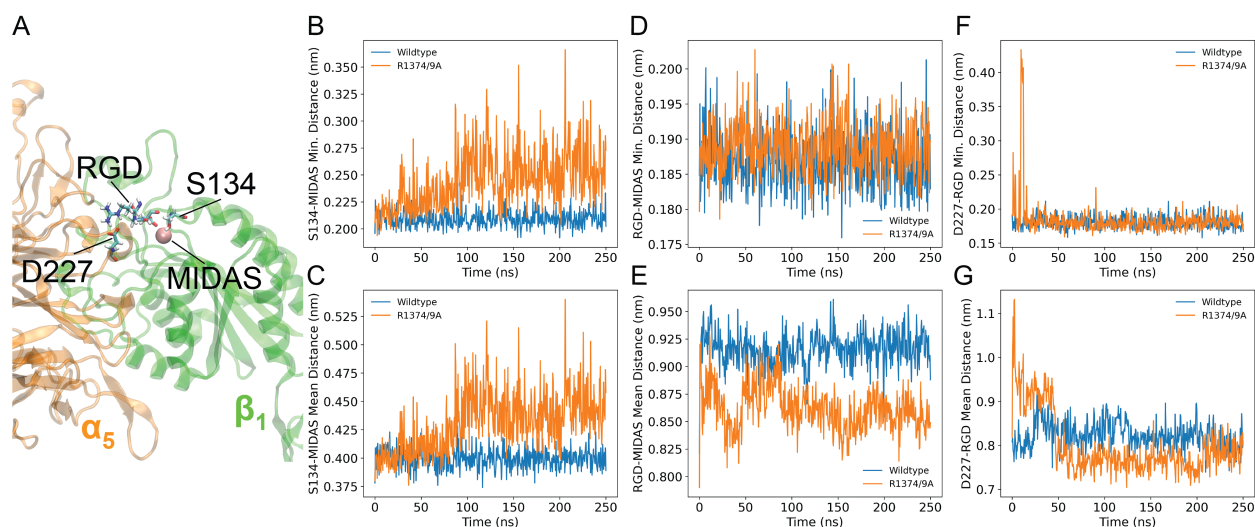 A
RGD
S134
D227
MIDAS
α5
β1
B
S134-MIDAS Min. Distance (nm)
Wildtype
R1374/9A
0.350
0.325
0.300
0.275
0.250
0.225
0.200
0 50 100 150 200 250
Time (ns)
C
S134-MIDAS Mean Distance (nm)
Wildtype
R1374/9A
0.525
0.500
0.475
0.450
0.425
0.400
0.375
0 50 100 150 200 250
Time (ns)
D
RGD-MIDAS Min. Distance (nm)
0.200
0.195
0.190
0.185
0.180
0.175
Wildtype
R1374/9A
0 50 100 150 200 250
Time (ns)
E
RGD-MIDAS Mean Distance (nm)
0.950
0.925
0.900
0.875
0.850
0.825
0.800
Wildtype
R1374/9A
0 50 100 150 200 250
Time (ns)
F
D227-RGD Min. Distance (nm)
Wildtype
R1374/9A
0.40
0.35
0.30
0.25
0.20
0.15
0 50 100 150 200 250
Time (ns)
G
D227-RGD Mean Distance (nm)
Wildtype
R1374/9A
1.1
1.0
0.9
0.8
0.7
0 50 100 150 200 250
Time (ns)